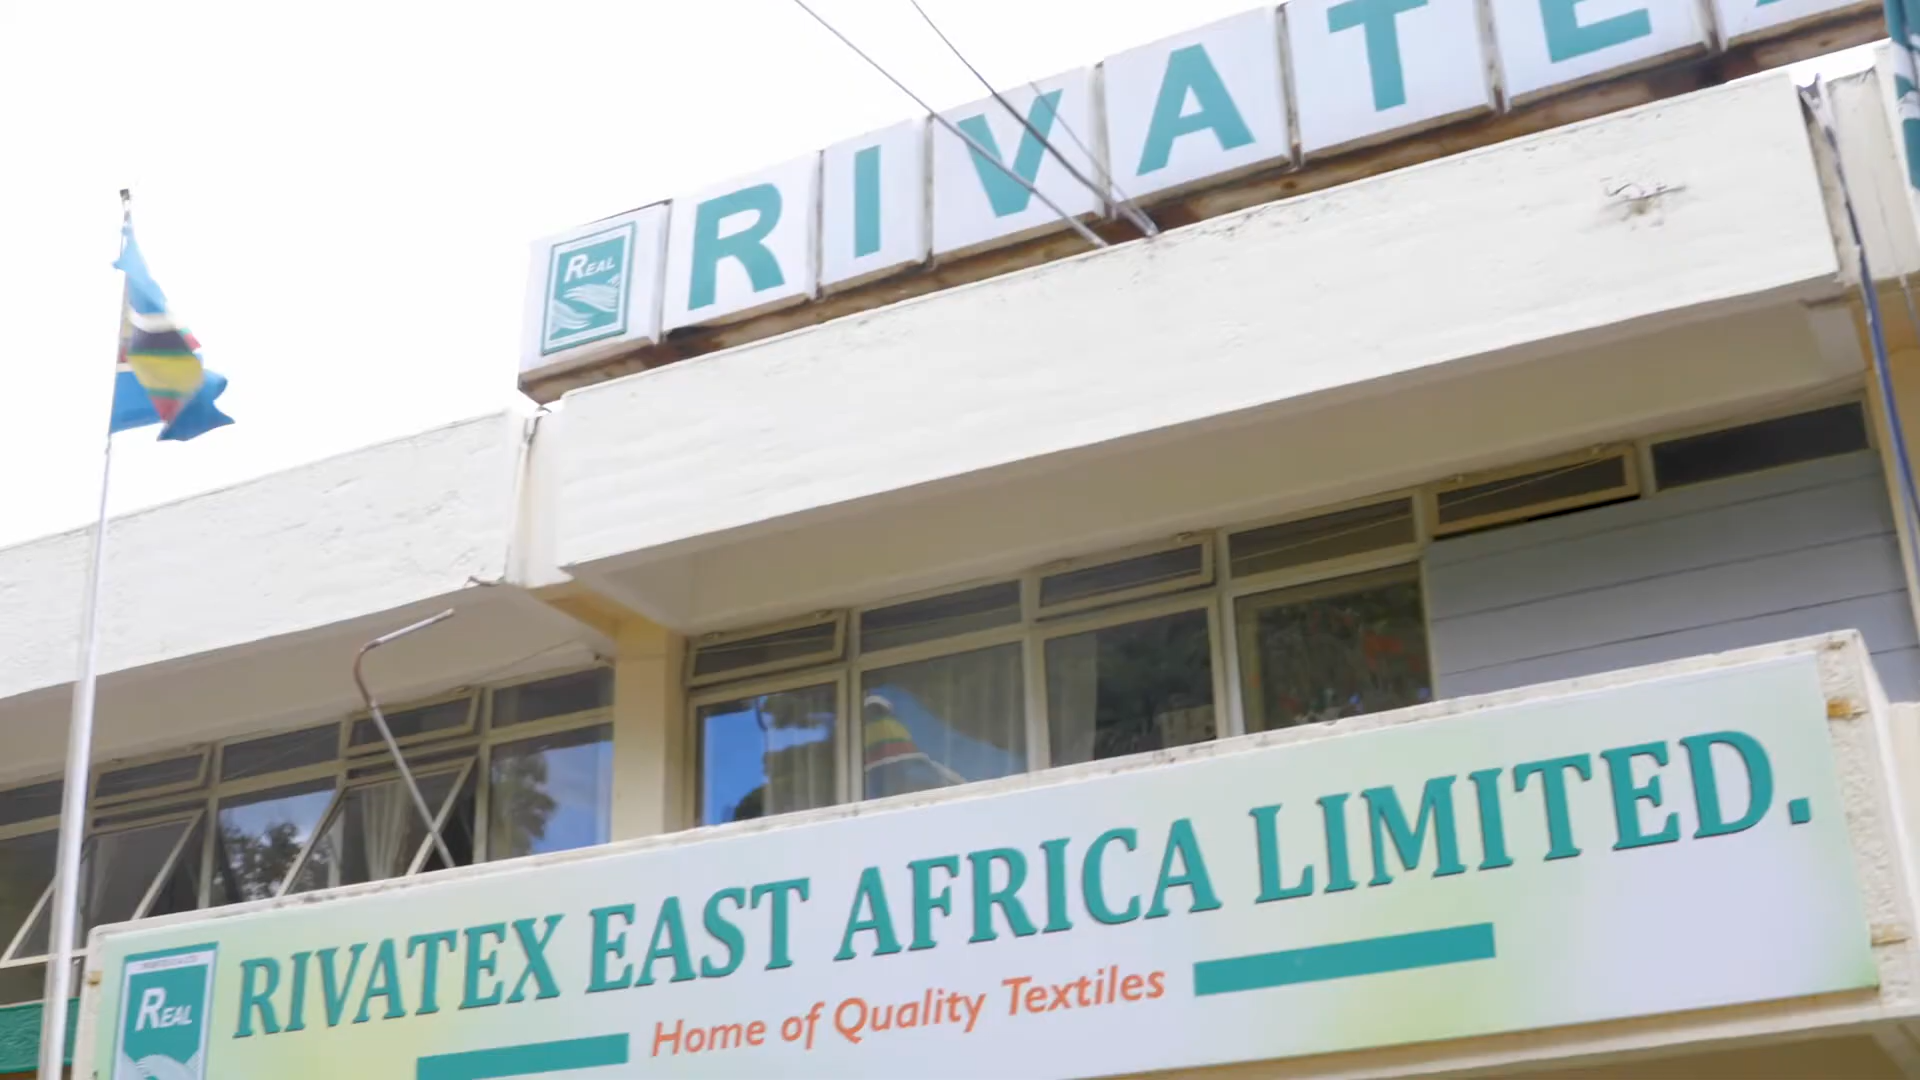 REAL RIVATE
RIVATEX EAST AFRICA LIMITED.
REAL
Home of Quality Textiles